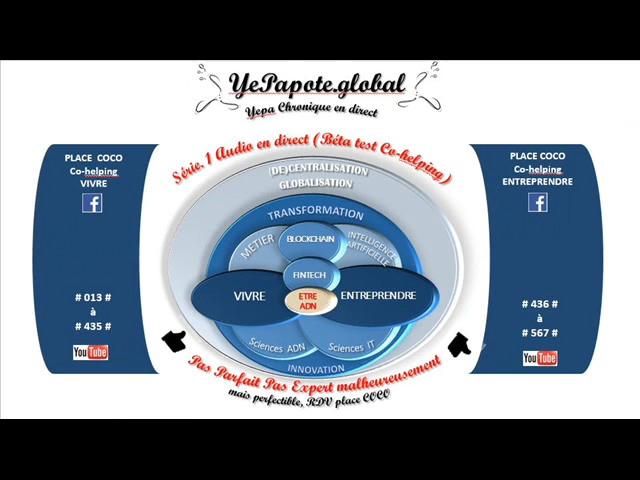 YePapote.global
Yepa Chronique en direct
Série, 1 Audio en direct (Béta test Co-helping)
PLACE COCO
Co-helping
VIVRE
# 013 #
à
# 435 #
YouTube
(DE)CENTRALISATION
GLOBALISATION
TRANSFORMATION
METIER
BLOCKCHAIN
INTELLIGENCE
ARTIFICIELLE
FINTECH
VIVRE
ETRE
ADN
ENTREPRENDRE
Sciences ADN
Sciences IT
INNOVATION
PLACE COCO
Co-helping
ENTREPRENDRE
# 436 #
à
# 567 #
YouTube
Pas Parfait Pas Expert malheureusement
mais perfectible, RDV place COCO